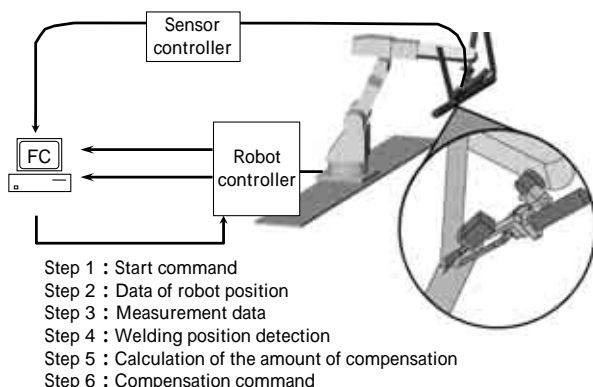 Sensor
controller
FC
Robot
controller
Step 1：Start command
Step 2：Data of robot position
Step 3：Measurement data
Step 4：Welding position detection
Step 5：Calculation of the amount of compensation
Step 6：Compensation command